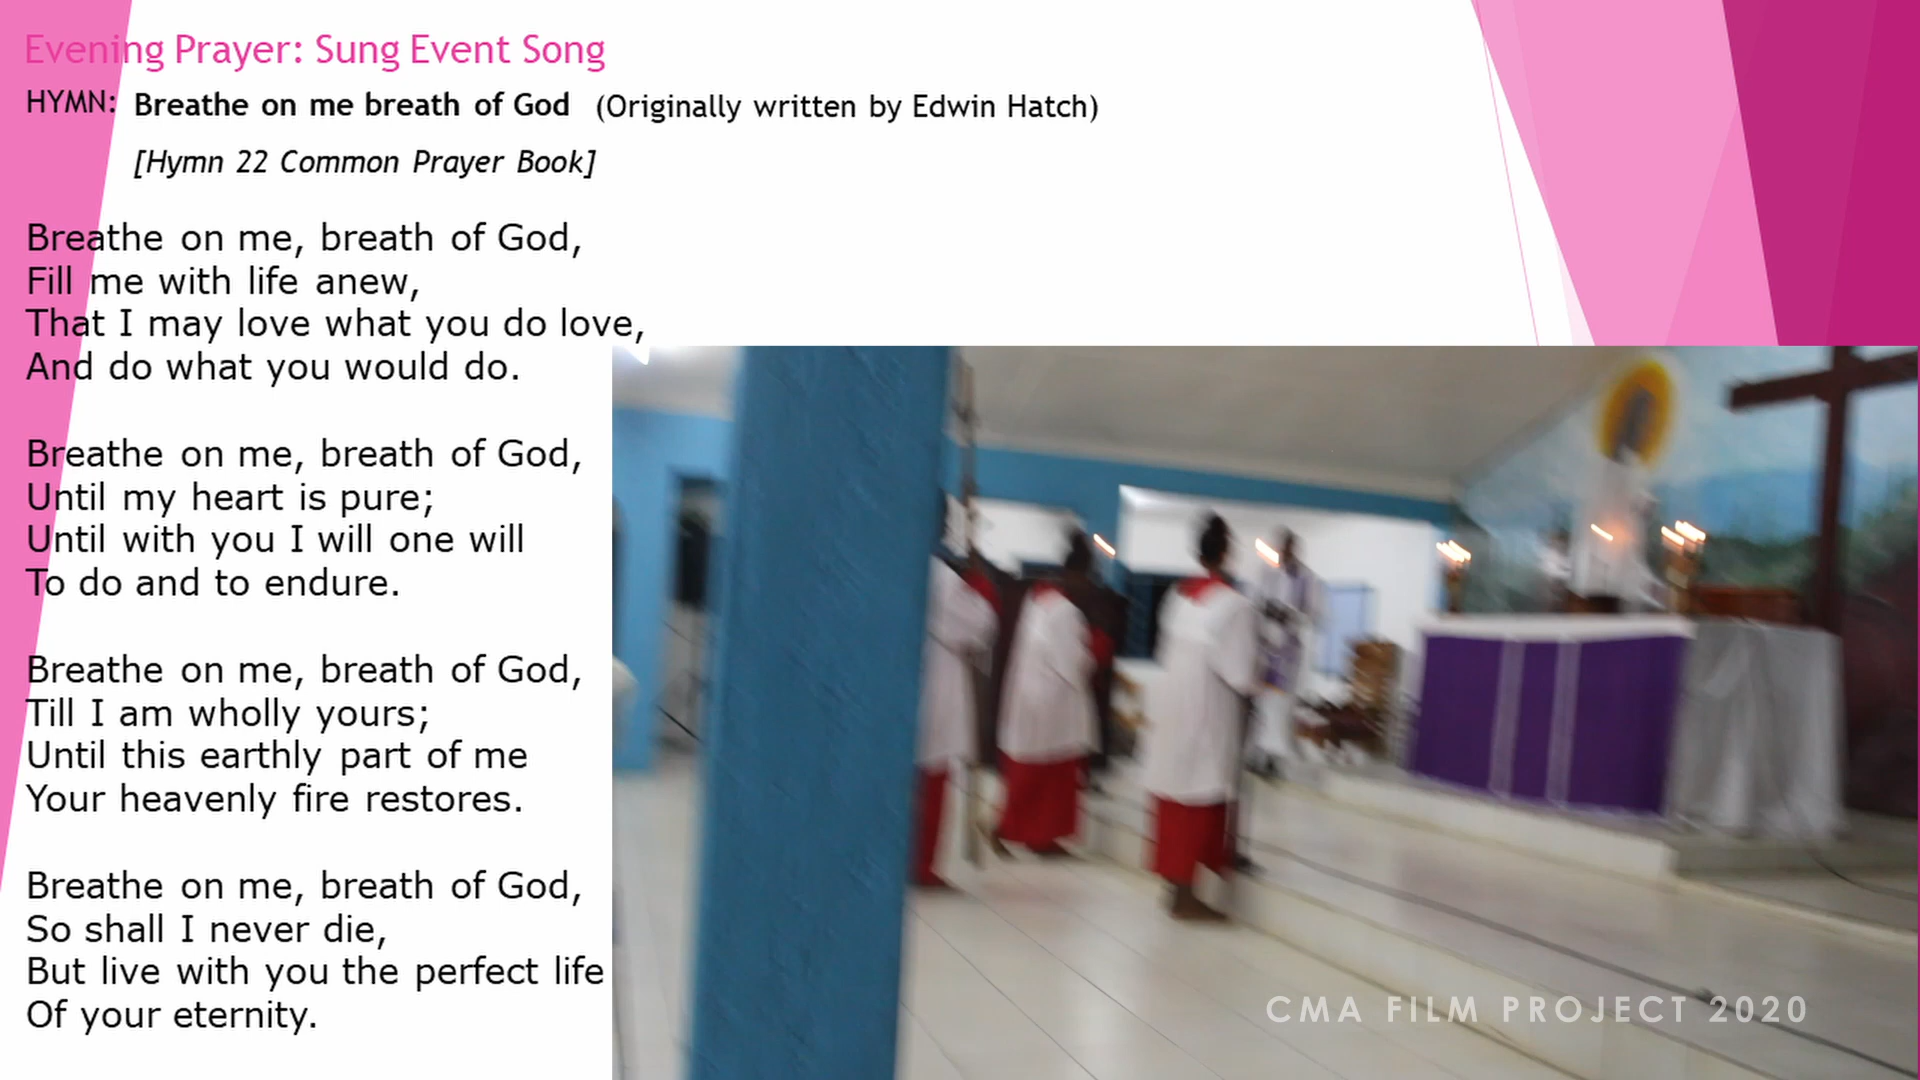 Evening Prayer: Sung Event Song
HYMN: Breathe on me breath of God (Originally written by Edwin Hatch)
[Hymn 22 Common Prayer Book]
Breathe on me, breath of God,
Fill me with life anew,
That I may love what you do love,
And do what you would do.
Breathe on me, breath of God,
Until my heart is pure;
Until with you I will one will
To do and to endure.
Breathe on me, breath of God,
Till I am wholly yours;
Until this earthly part of me
Your heavenly fire restores.
Breathe on me, breath of God,
So shall I never die,
But live with you the perfect life
Of your eternity.
CMA FILM PROJECT 2020